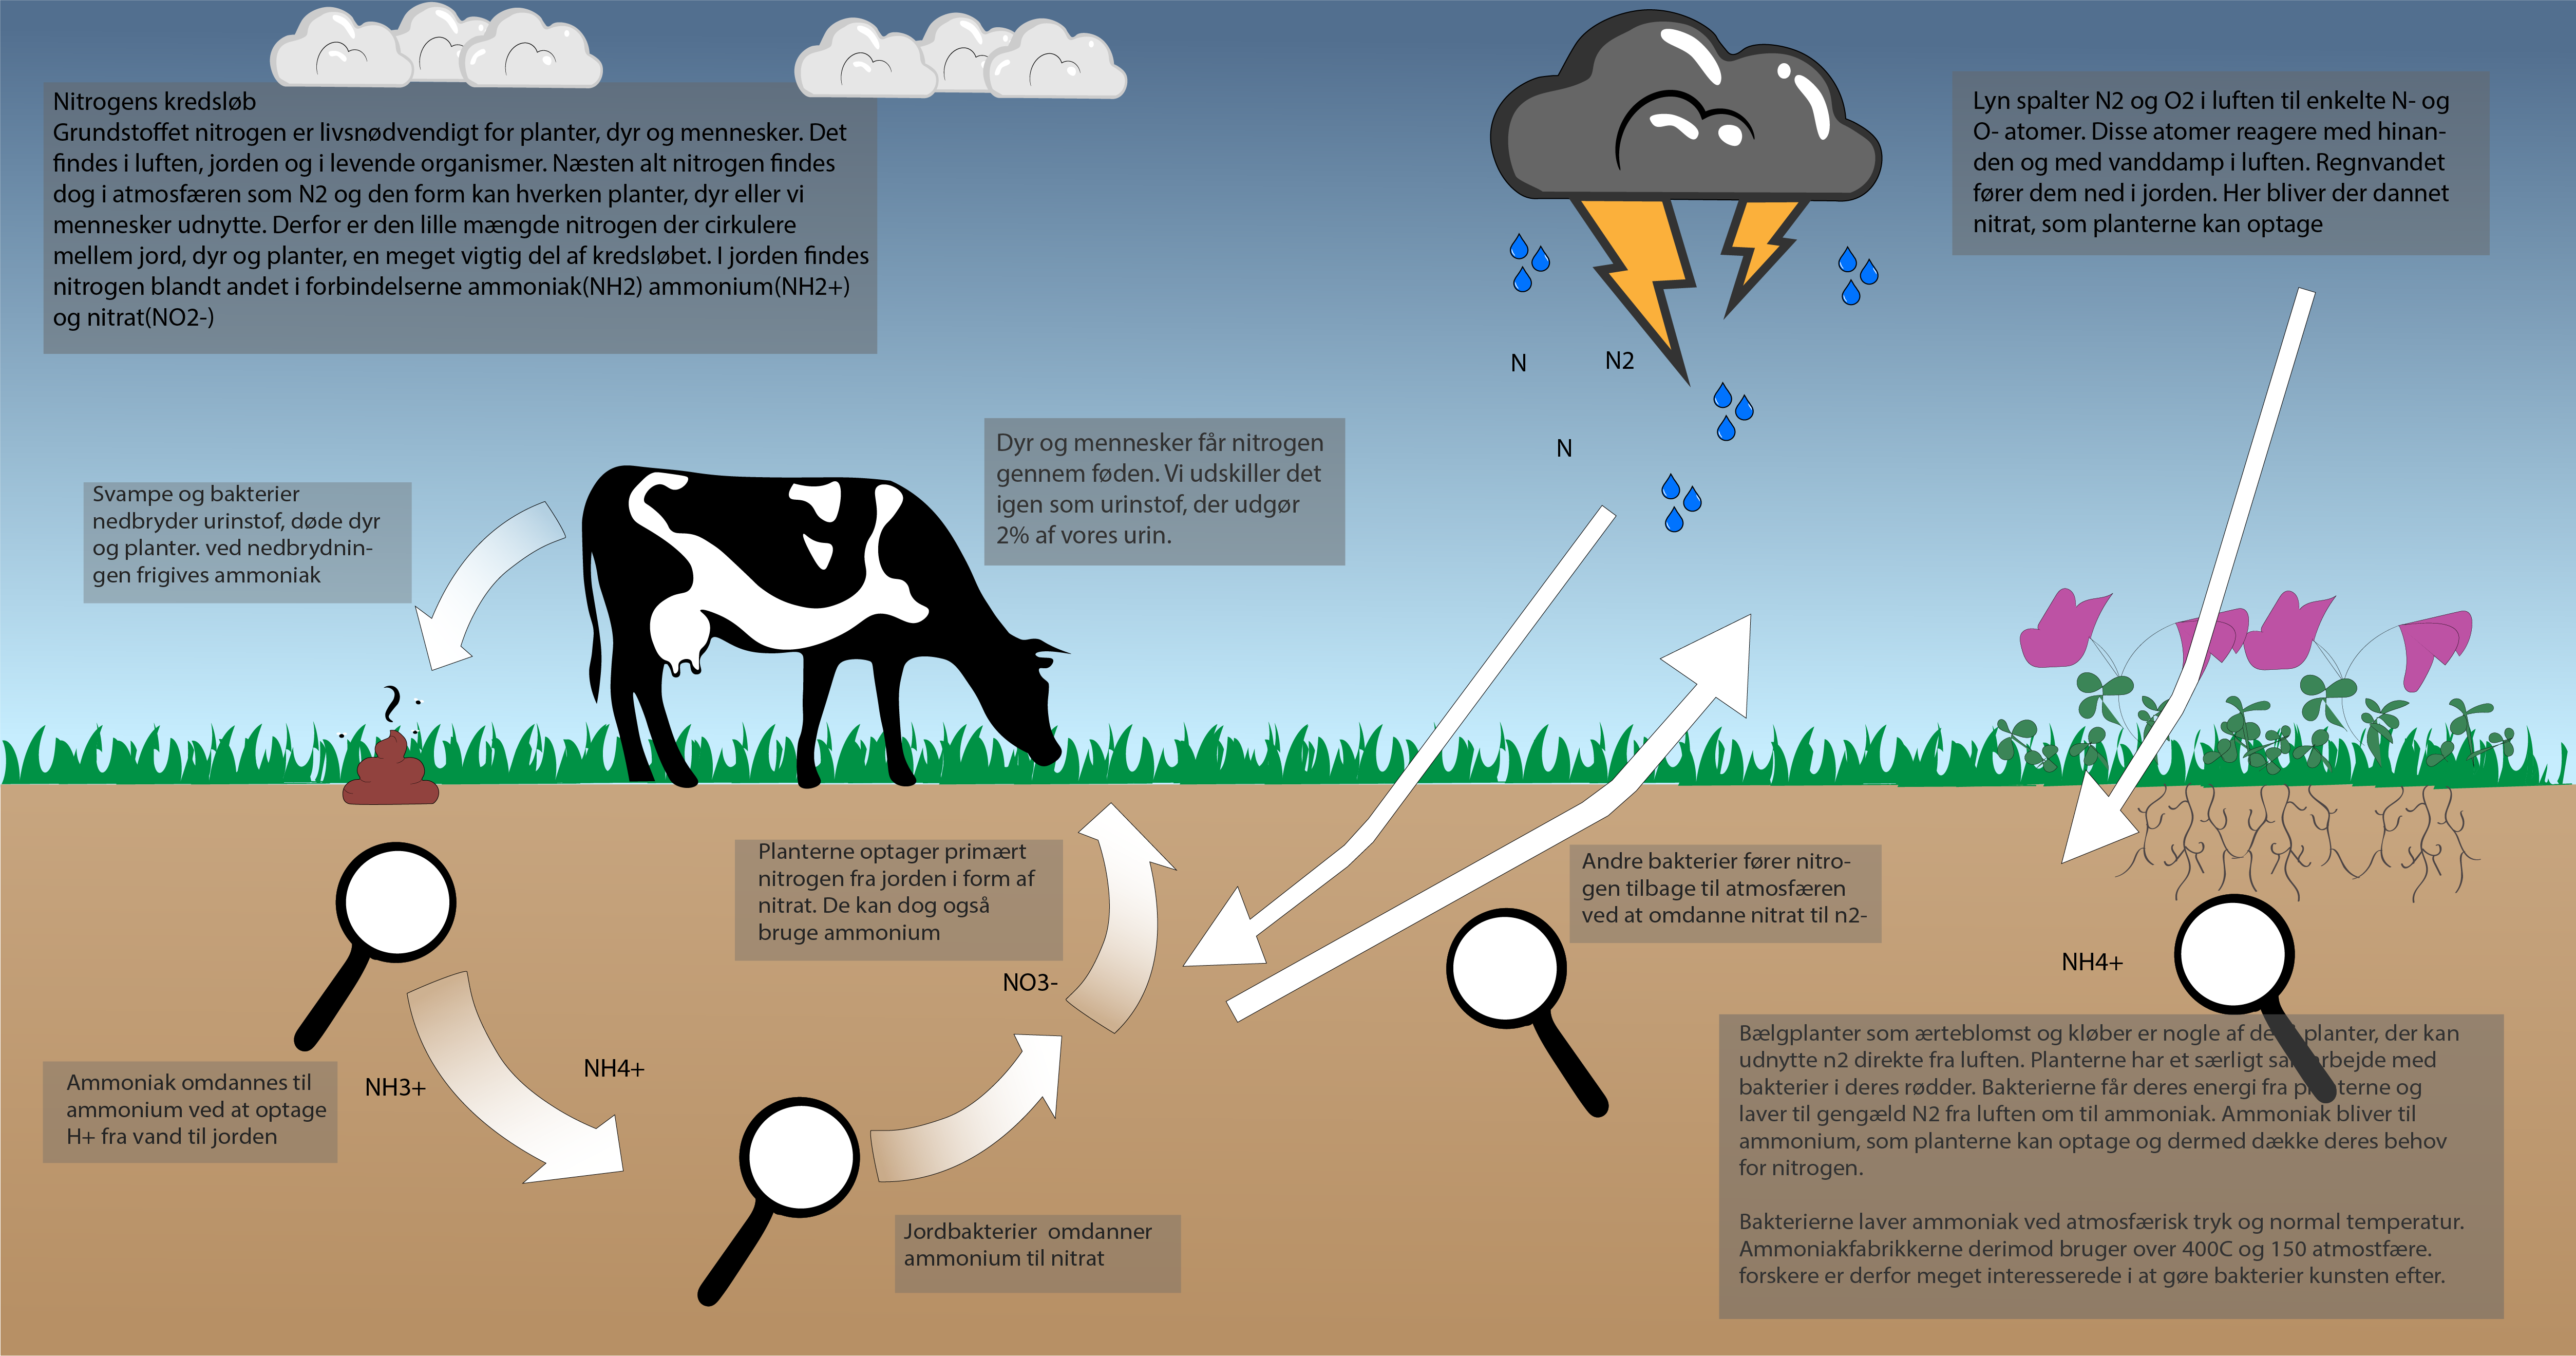 Nitrogens kredsløb
Grundstoffet nitrogen er livsnødvendigt for planter, dyr og mennesker. Det
findes i luften, jorden og i levende organismer. Næsten alt nitrogen findes
dog i atmosfæren som N2 og den form kan hverken planter, dyr eller vi
mennesker udnytte. Derfor er den lille mængde nitrogen der cirkulere
mellem jord, dyr og planter, en meget vigtig del af kredsløbet. I jorden findes
nitrogen blandt andet i forbindelserne ammoniak(NH2) ammonium(NH2+)
og nitrat(NO2-)
Lyn spalter N2 og O2 i luften til enkelte N- og
O- atomer. Disse atomer reagere med hinan-
den og med vanddamp i luften. Regnvandet
fører dem ned i jorden. Her bliver der dannet
nitrat, som planterne kan optage
N
N2
N
Dyr og mennesker får nitrogen
gennem føden. Vi udskiller det
igen som urinstof, der udgør
2% af vores urin.
Svampe og bakterier
nedbryder urinstof, døde dyr
og planter. ved nedbrydnin-
gen frigives ammoniak
Planterne optager primært
nitrogen fra jorden i form af
nitrat. De kan dog også
bruge ammonium
NO3-
Andre bakterier fører nitro-
gen tilbage til atmosfæren
ved at omdanne nitrat til n2-
NH4+
Ammoniak omdannes til
ammonium ved at optage
H+ fra vand til jorden
NH3+
NH4+
Jordbakterier omdanner
ammonium til nitrat
Bælgplanter som ærteblomst og kløber er nogle af de planter, der kan
udnytte n2 direkte fra luften. Planterne har et særligt samarbejde med
bakterier i deres rødder. Bakterierne får deres energi fra planterne og
laver til gengæld N2 fra luften om til ammoniak. Ammoniak bliver til
ammonium, som planterne kan optage og dermed dække deres behov
for nitrogen.
Bakterierne laver ammoniak ved atmosfærisk tryk og normal temperatur.
Ammoniakfabrikkerne derimod bruger over 400C og 150 atmostfære.
forskere er derfor meget interesserede i at gøre bakterier kunsten efter.